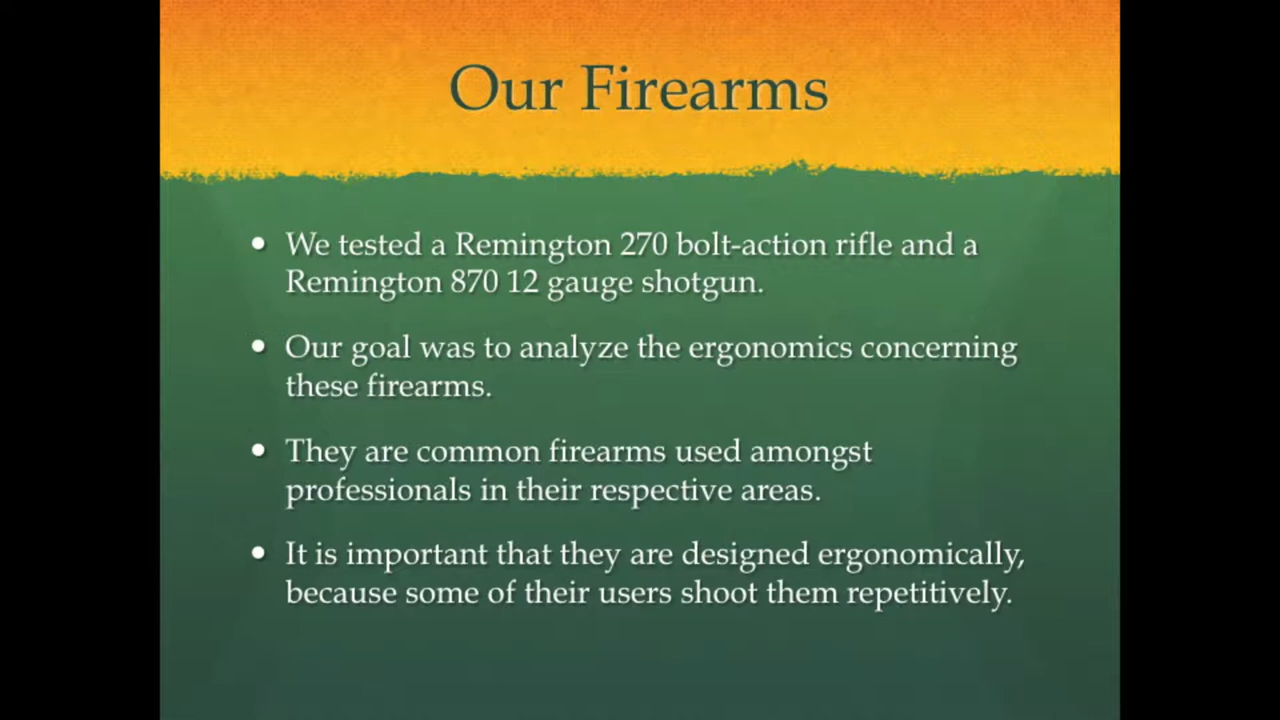 Our Firearms
• We tested a Remington 270 bolt-action rifle and a
Remington 870 12 gauge shotgun.
• Our goal was to analyze the ergonomics concerning
these firearms.
• They are common firearms used amongst
professionals in their respective areas.
• It is important that they are designed ergonomically,
because some of their users shoot them repetitively.